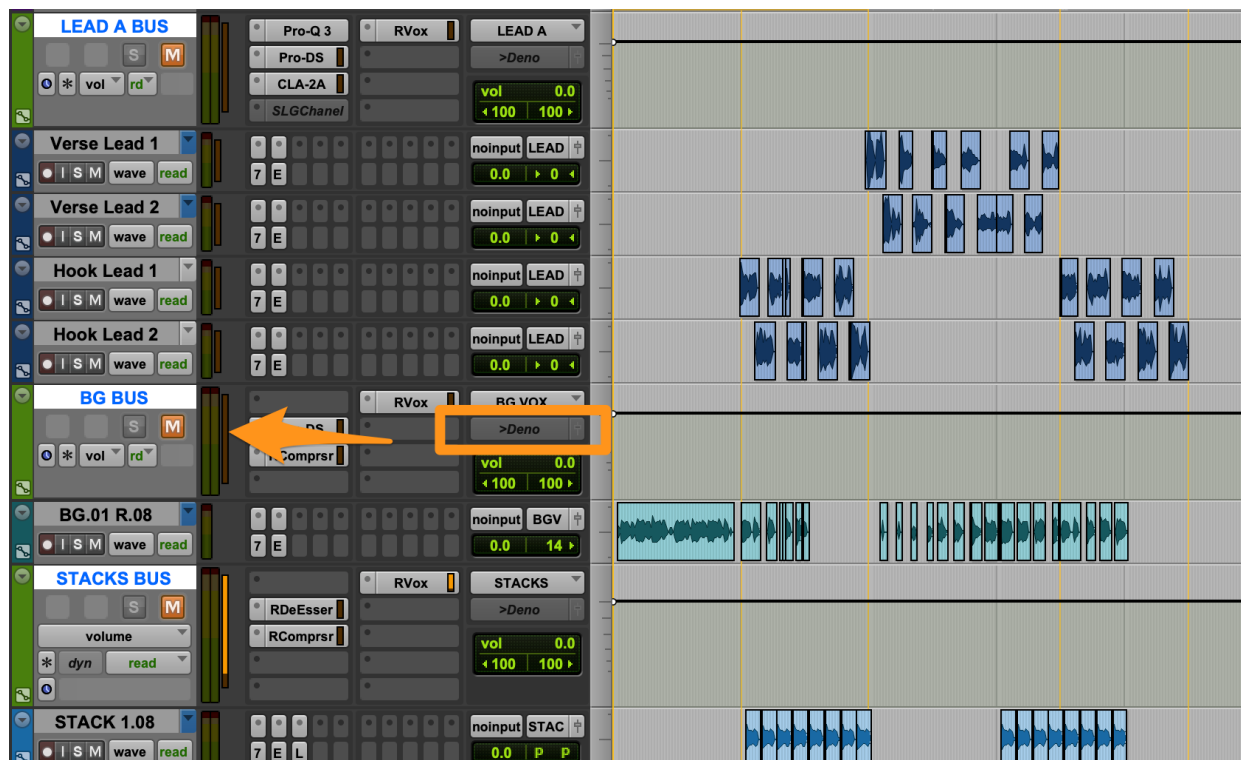 LEAD A BUS
Pro-Q 3 RVox LEAD A
S M Pro-DS >Deno
* vol rd CLA-2A vol 0.0
SLGChanel 100 100
Verse Lead 1 noinput LEAD
I S M wave read 7 E 0.0 0
Verse Lead 2 noinput LEAD
I S M wave read 7 E 0.0 0
Hook Lead 1 noinput LEAD
I S M wave read 7 E 0.0 0
Hook Lead 2 noinput LEAD
I S M wave read 7 E 0.0 0
BG BUS RVox BG VOX
S M DS >Deno
* vol rd Comprsr vol 0.0
100 100
BG.01 R.08 noinput BGV
I S M wave read 7 E 0.0 14
STACKS BUS RVox STACKS
S M RDeEsser >Deno
volume RComprsr vol 0.0
* dyn read 100 100
STACK 1.08 noinput STAC
I S M wave read 7 E L 0.0 P P